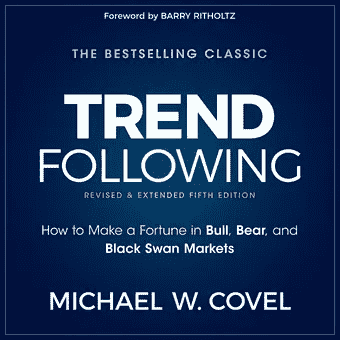 Foreword by BARRY RITHOLTZ
THE BESTSELLING CLASSIC
TREND
FOLLOWING
REVISED & EXTENDED FIFTH EDITION
How to Make a Fortune in Bull, Bear, and
Black Swan Markets
MICHAEL W. COVEL